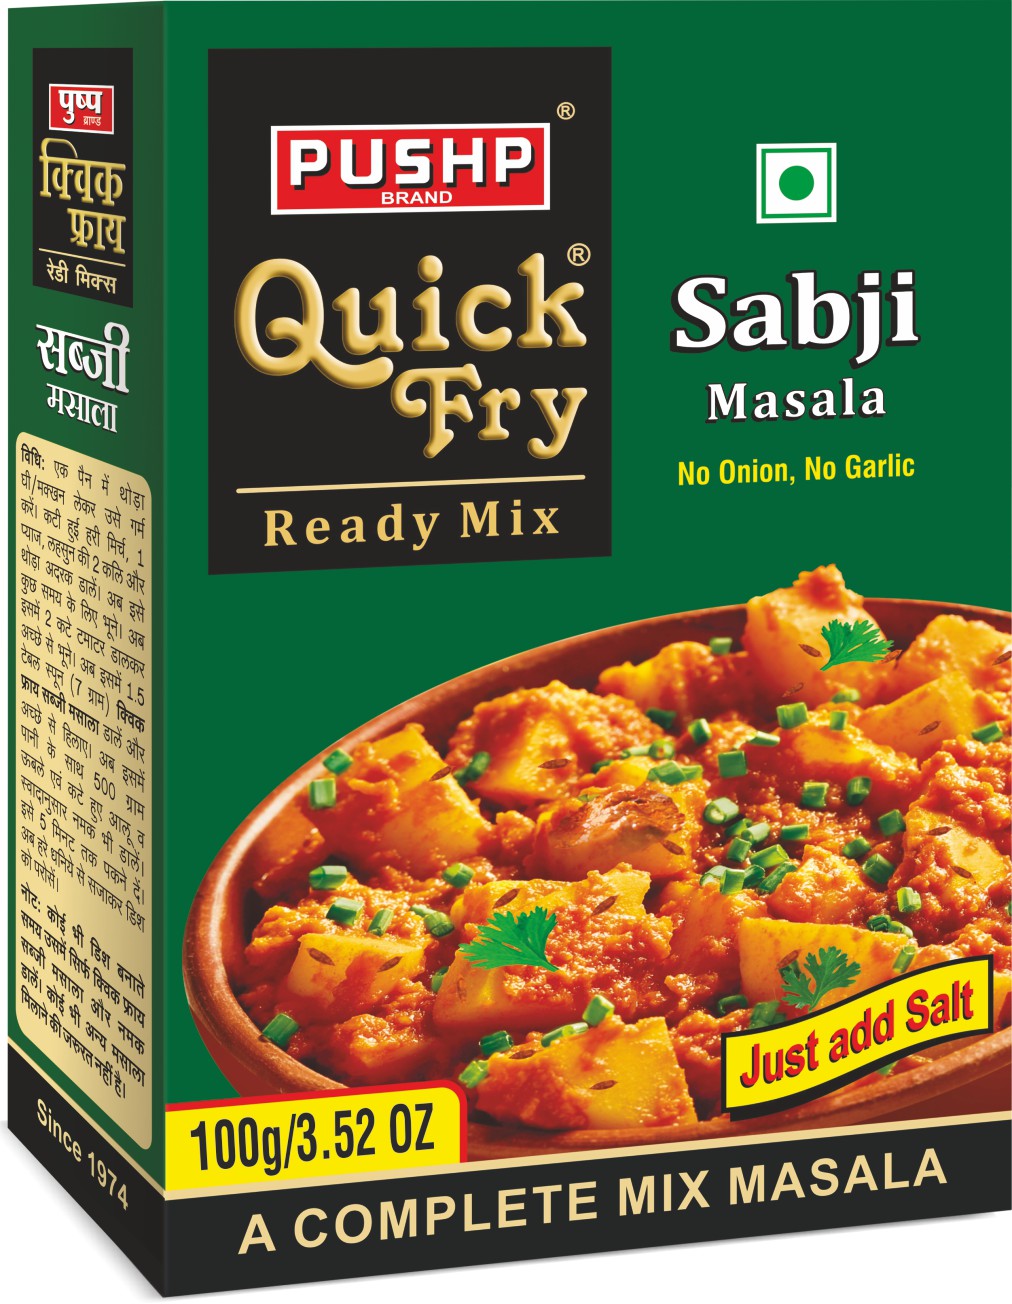 पुष्प
ब्राण्ड
क्विक
फ्राय
रेडी मिक्स
सब्जी
मसाला
विधि: एक पैन में थोड़ा
घी/मक्खन लेकर उसे गर्म
करें। कटी हुई हरी मिर्च, 1
प्याज, लहसुन की 2 कलि और
थोड़ा अदरक डालें। अब इसे
कुछ समय के लिए भूने। अब
इसमें 2 कटे टमाटर डालकर
अच्छे से भूने। अब इसमें 1.5
टेबल स्पून (7 ग्राम) क्विक
फ्राय सब्जी मसाला डालें और
अच्छे से हिलाए। अब इसमें
पानी के साथ 500 ग्राम
ऊबले एवं कटे हुए आलू व
स्वादानुसार नमक भी डालें।
इसे 5 मिनट तक पकने दें।
अब हरे धनिये से सजाकर डिश
को परोसें।
नोट: कोई भी डिश बनाते
समय उसमें सिर्फ क्विक फ्राय
सब्जी मसाला और नमक
डालें। कोई भी अन्य मसाला
मिलाने की जरूरत नहीं है।
Since 1974
®
PUSHP
BRAND
Quick®
Fry
Ready Mix
Sabji
Masala
No Onion, No Garlic
Just add Salt
100g/3.52 OZ
A COMPLETE MIX MASALA